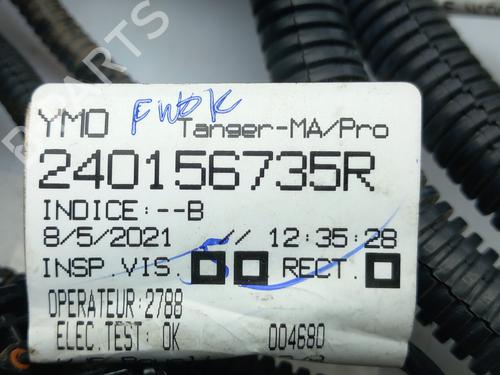 YMO FWDK Tanger-MA/Pro
240156735R
INDICE:--B
8/5/2021 // 12:35:28
INSP VIS. RECT.
OPERATEUR:2788
ELEC.TEST: OK 004680
PARTS